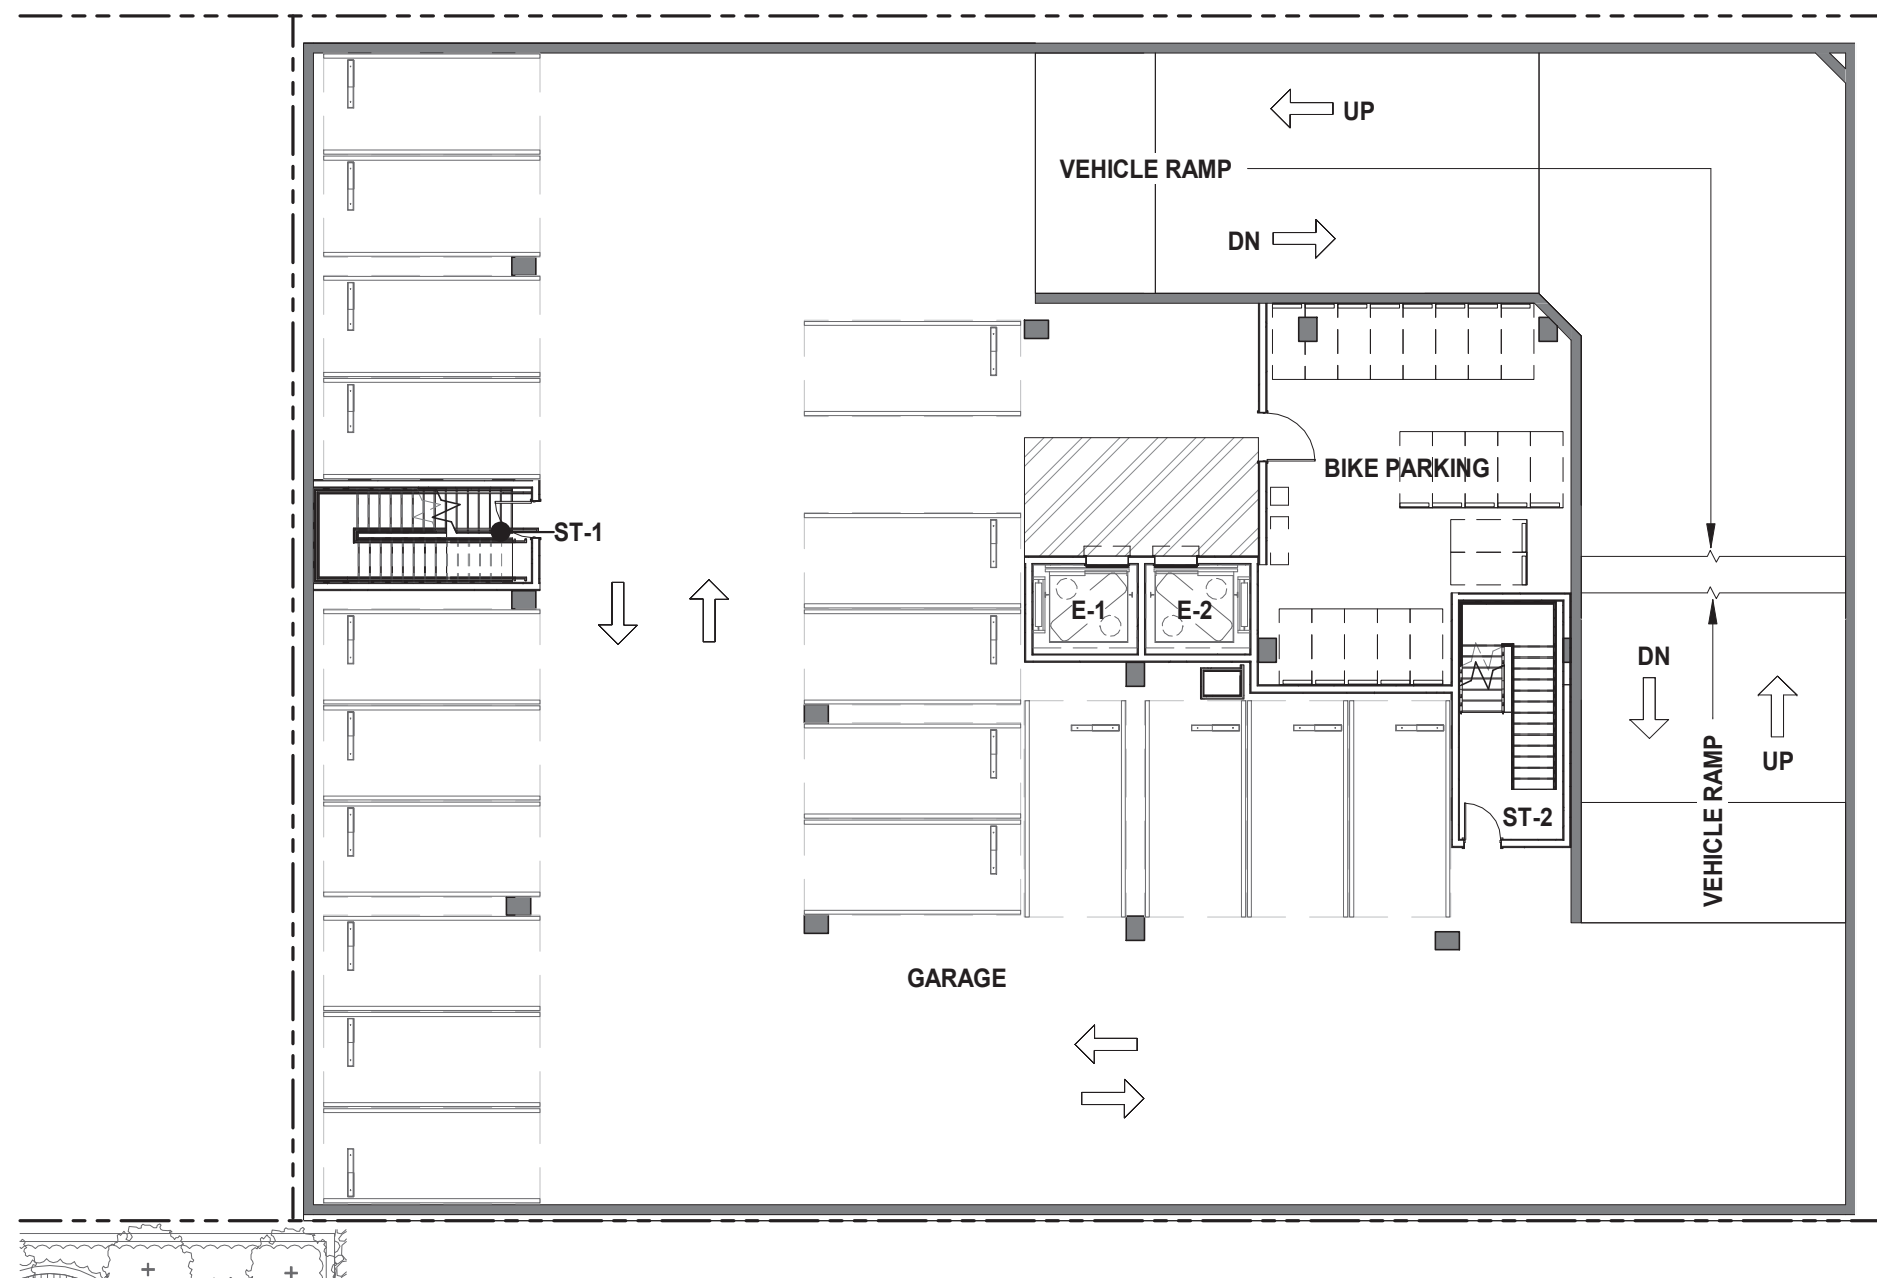 UP
VEHICLE RAMP
DN
BIKE PARKING
ST-1
E-1
E-2
DN
UP
VEHICLE RAMP
ST-2
GARAGE